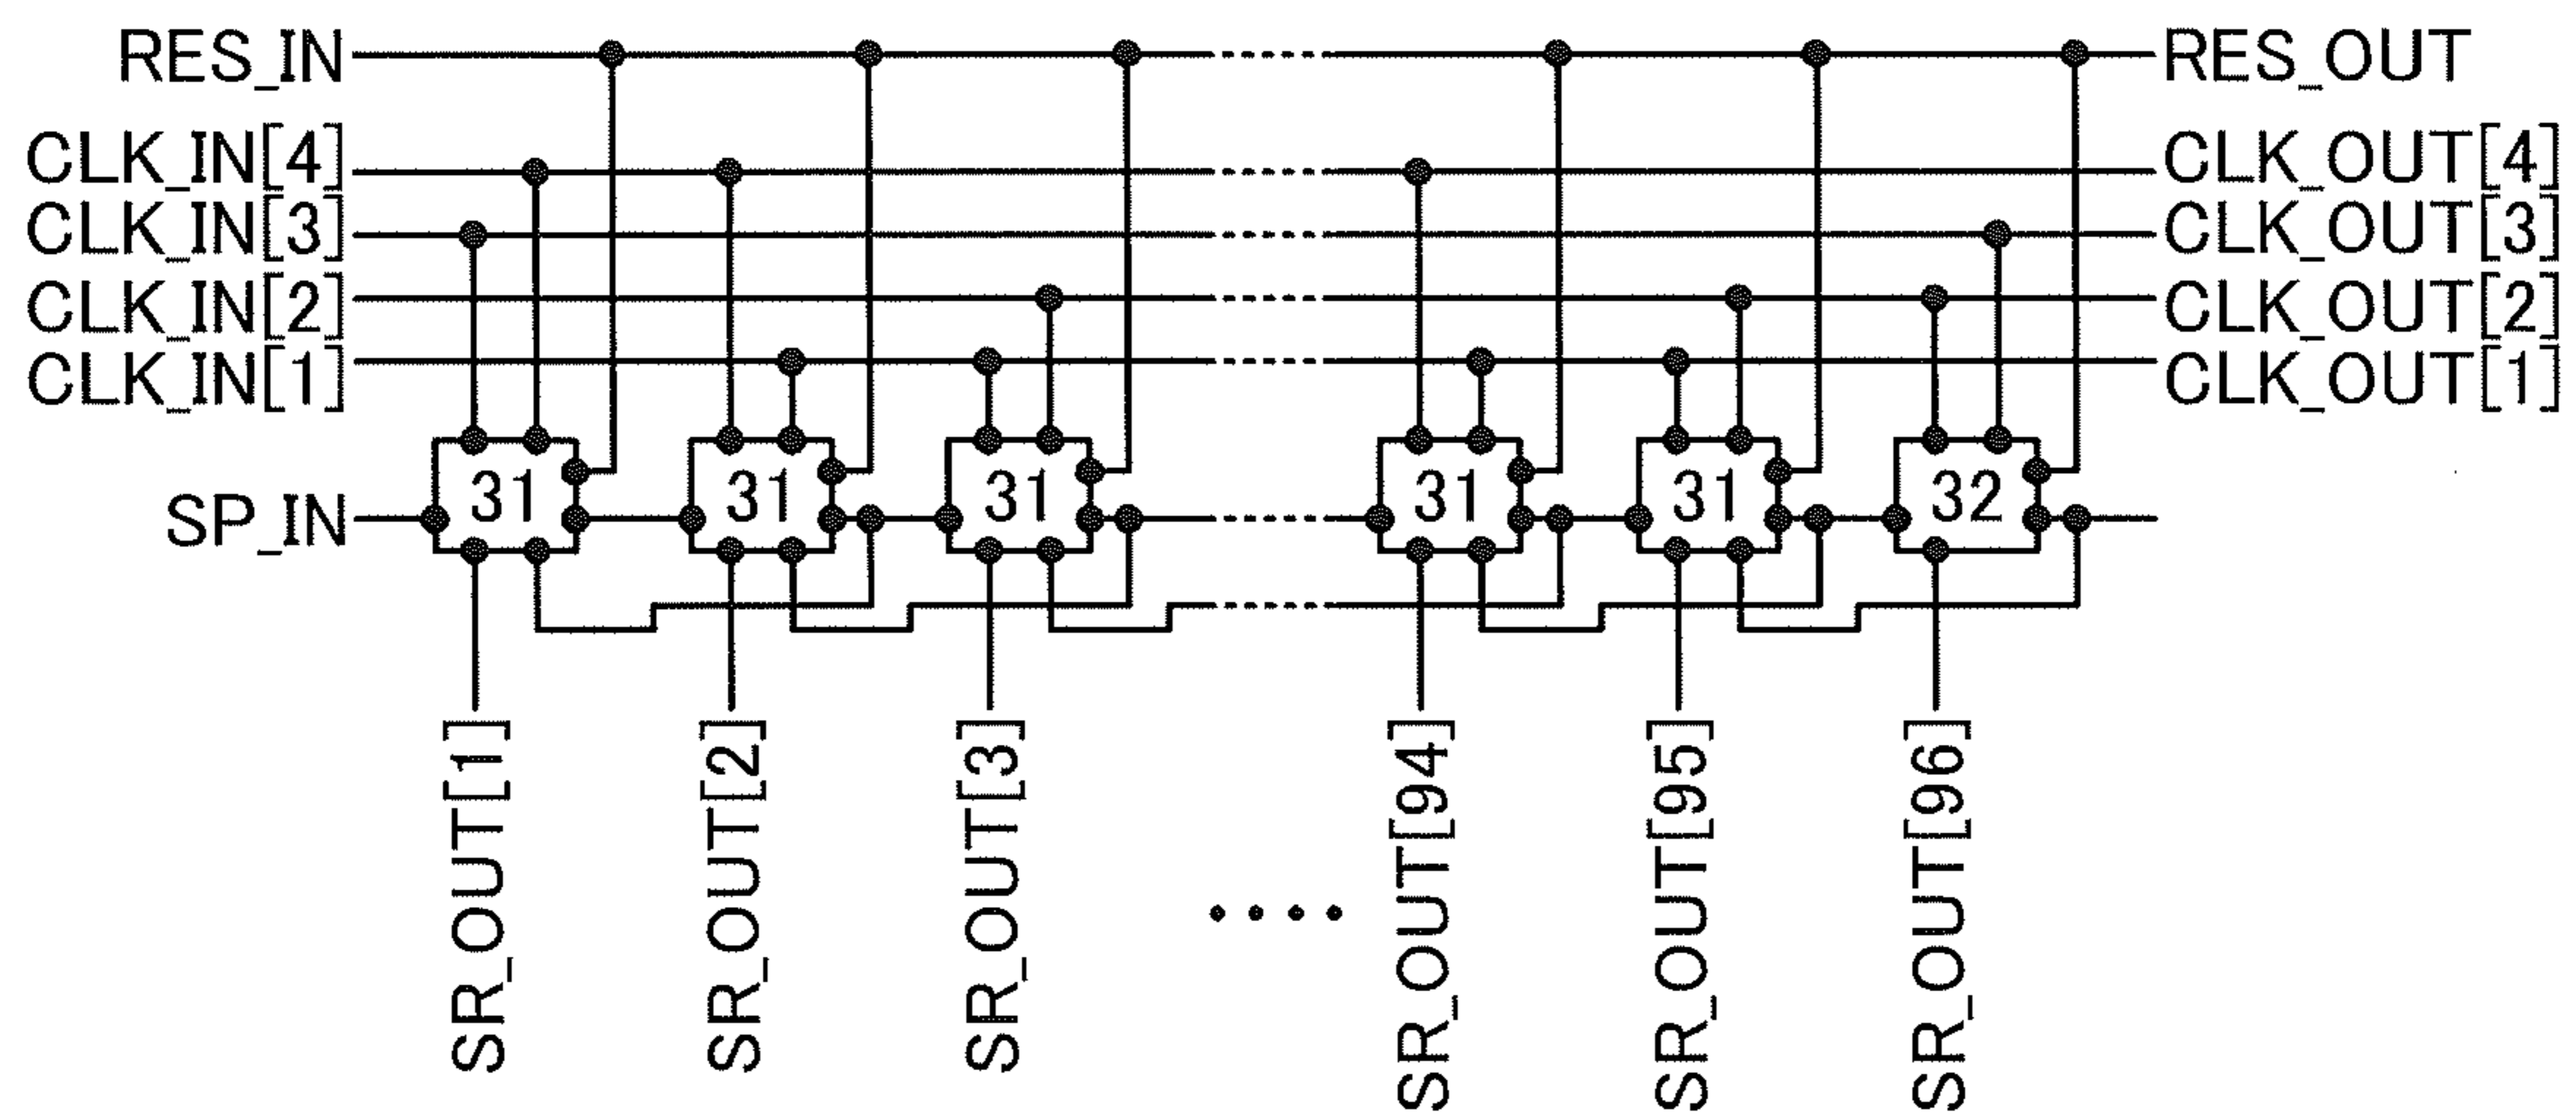 RES_IN
RES_OUT
CLK_IN[4]
CLK_OUT[4]
CLK_IN[3]
CLK_OUT[3]
CLK_IN[2]
CLK_OUT[2]
CLK_IN[1]
CLK_OUT[1]
SP_IN
31
31
31
31
31
32
SR_OUT[1]
SR_OUT[2]
SR_OUT[3]
SR_OUT[94]
SR_OUT[95]
SR_OUT[96]